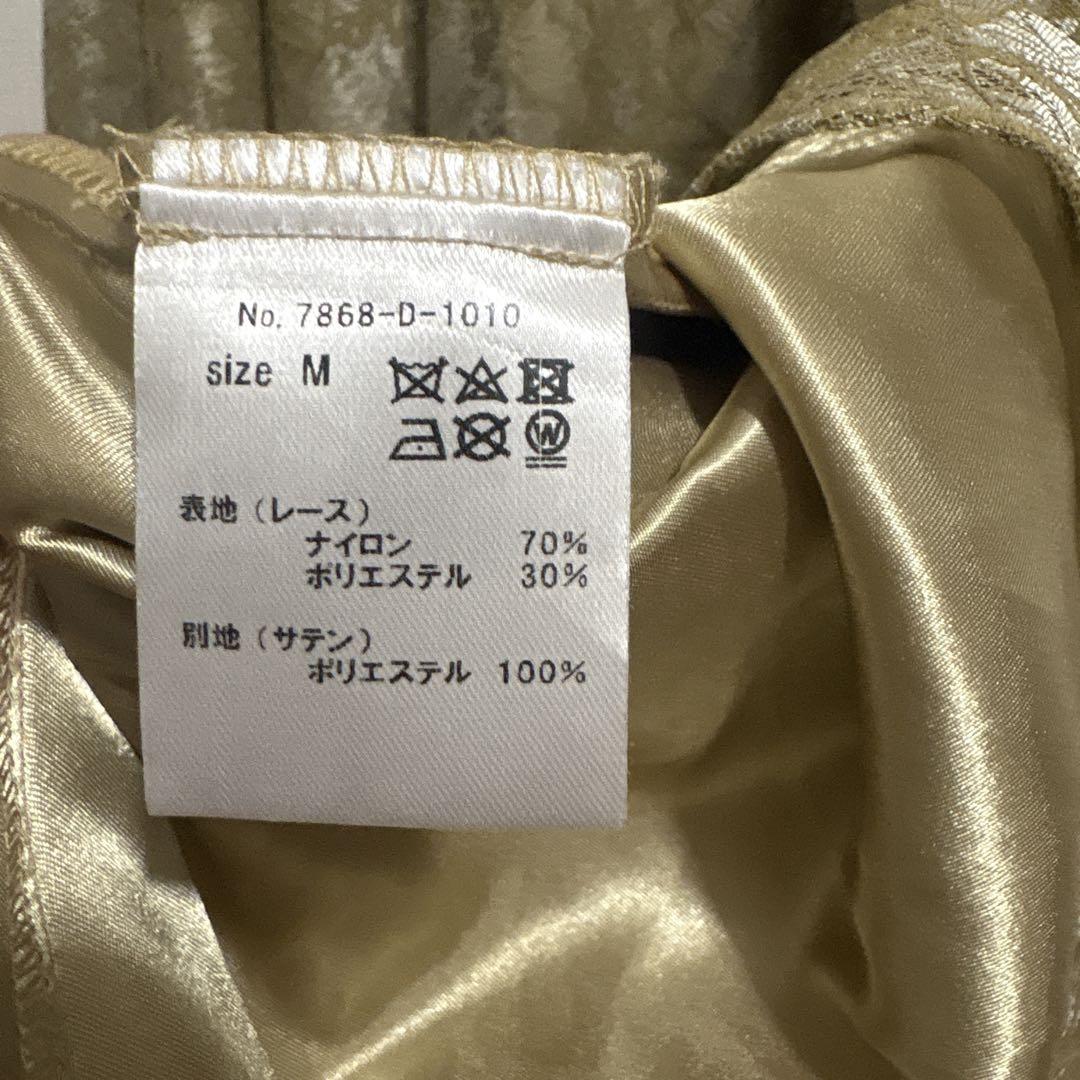 No. 7868-D-1010
size M
W
表地（レース）
ナイロン 70%
ポリエステル 30%
別地（サテン）
ポリエステル 100%